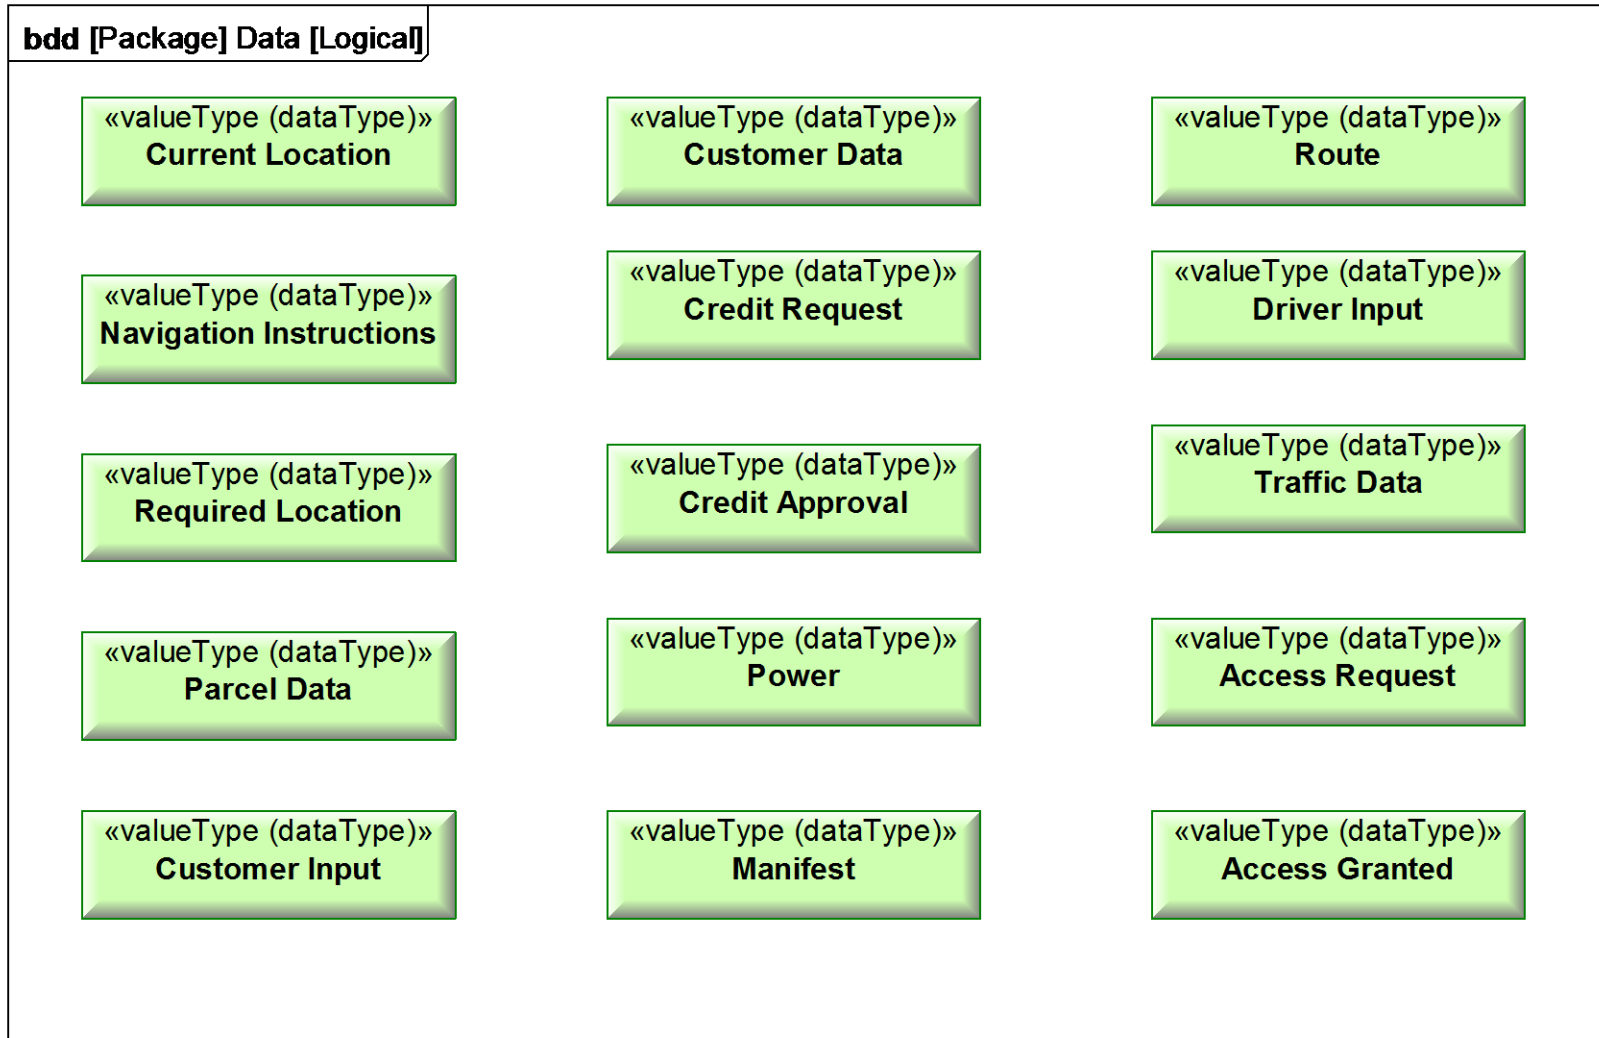 bdd [Package] Data [Logical]
«valueType (dataType)»
Current Location
«valueType (dataType)»
Customer Data
«valueType (dataType)»
Route
«valueType (dataType)»
Navigation Instructions
«valueType (dataType)»
Credit Request
«valueType (dataType)»
Driver Input
«valueType (dataType)»
Required Location
«valueType (dataType)»
Credit Approval
«valueType (dataType)»
Traffic Data
«valueType (dataType)»
Parcel Data
«valueType (dataType)»
Power
«valueType (dataType)»
Access Request
«valueType (dataType)»
Customer Input
«valueType (dataType)»
Manifest
«valueType (dataType)»
Access Granted